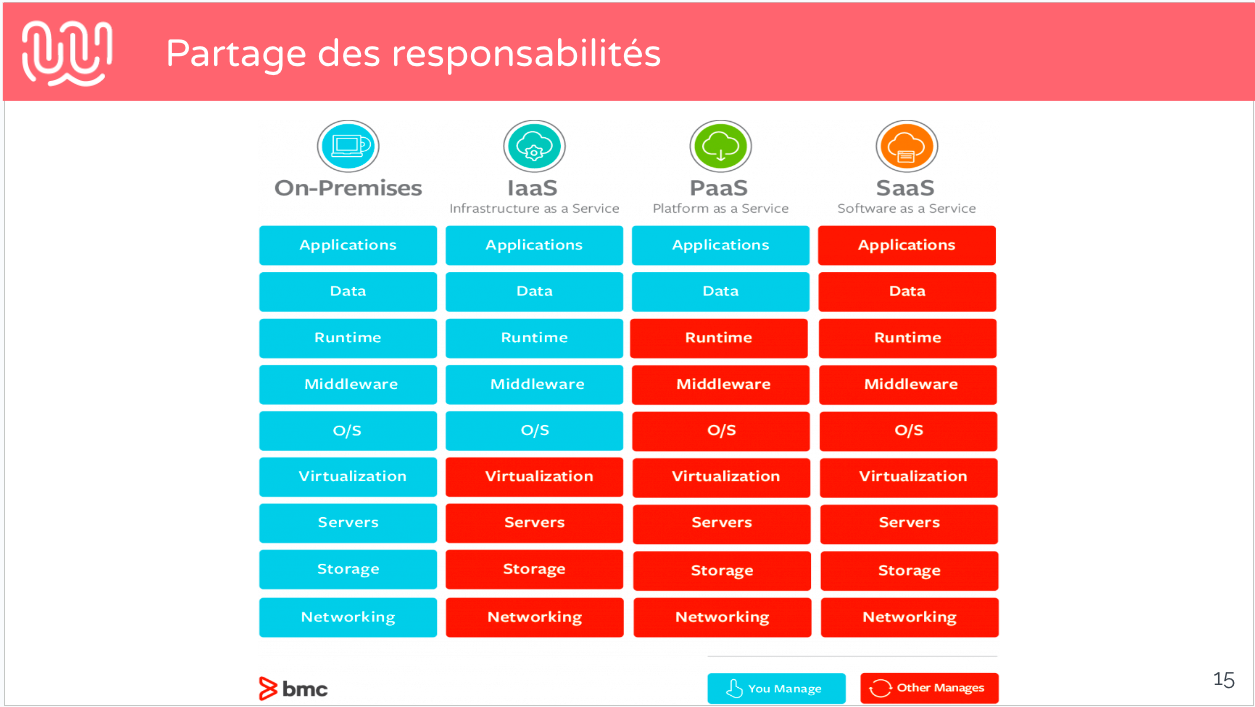 Partage des responsabilités
On-Premises IaaS PaaS SaaS
Infrastructure as a Service Platform as a Service Software as a Service
Applications Applications Applications Applications
Data Data Data Data
Runtime Runtime Runtime Runtime
Middleware Middleware Middleware Middleware
O/S O/S O/S O/S
Virtualization Virtualization Virtualization Virtualization
Servers Servers Servers Servers
Storage Storage Storage Storage
Networking Networking Networking Networking
bmc You Manage Other Manages
15